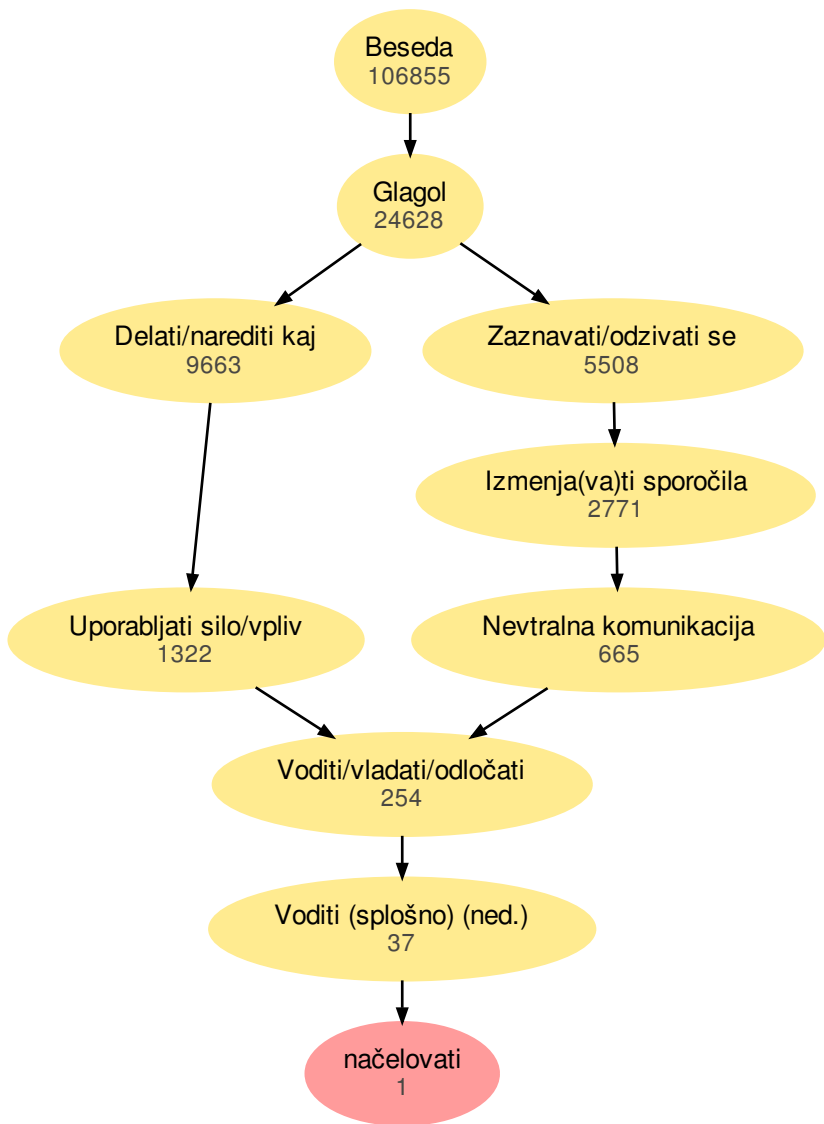 Beseda
106855
Glagol
24628
Delati/narediti kaj
9663
Zaznavati/odzivati se
5508
Izmenja(va)ti sporočila
2771
Uporabljati silo/vpliv
1322
Nevtralna komunikacija
665
Voditi/vladati/odločati
254
Voditi (splošno) (ned.)
37
načelovati
1